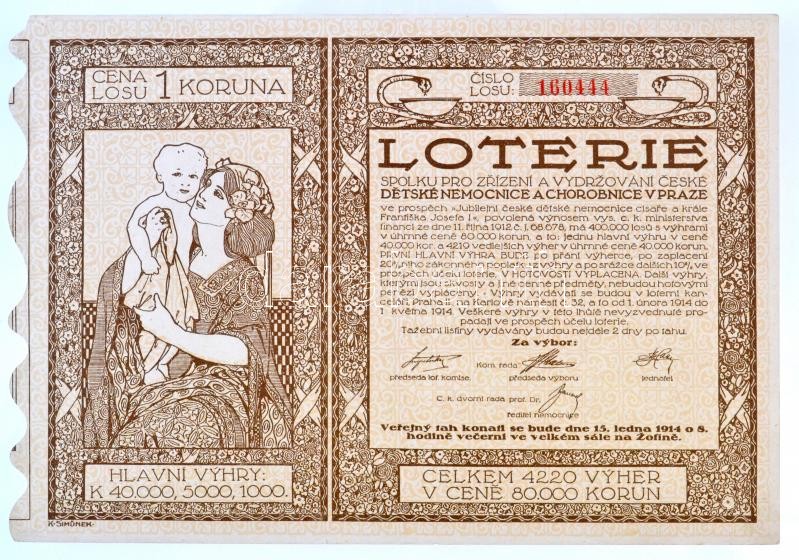 CENA
LOSU 1 KORUNA
HLAVNÍ VÝHRY:
K 40.000, 5000, 1000.
K·ŠIMŮNEK·
ČÍSLO
LOSU: 160444
LOTERIE
SPOLKU PRO ZŘÍZENÍ A VYDRŽOVÁNÍ ČESKÉ
DĚTSKÉ NEMOCNICE A CHOROBNICE V PRAZE
ve prospěch »Jubilejní české dětské nemocnice císaře a krále
Františka Josefa I«, povolená výnosem vys. c. k. ministerstva
financí ze dne 11. října 1912 č. j. 68.678, má 400.000 losů s výhrami
v úhrnné ceně 80.000 korun, a to: jednu hlavní výhru v ceně
40.000 kor. a 4219 vedlejších výher v úhrnné ceně 40.000 korun.
PRVNÍ HLAVNÍ VÝHRA BUDE po přání výherce, po zaplacení
20%ního zákonného poplatku z výhry a po srážce dalších 10%, ve
prospěch účelu loterie, V HOTOVOSTI VYPLACENA. Další výhry,
kterými jsou skvosty a jiné cenné předměty, nebudou hotovými
penězi vyplaceny. - Výhry vydávají se budou v loterní kan-
celáři, Praha II. na Karlově náměstí č. 32, a to od 1. února 1914 do
1. května 1914. Veškeré výhry v této lhůtě nevyzvednuté pro-
padají ve prospěch účelu loterie.
Tažební listiny vydávány budou nejdéle 2 dny po tahu.
Za výbor:
Kom. rada
předseda lot. komise.
předseda výboru
jednatel
C. k. dvorní rada prof. Dr.
ředitel nemocnice
Veřejný tah konati se bude dne 15. ledna 1914 o 8.
hodině večerní ve velkém sále na Žofíně.
CELKEM 4220 VÝHER
V CENĚ 80.000 KORUN